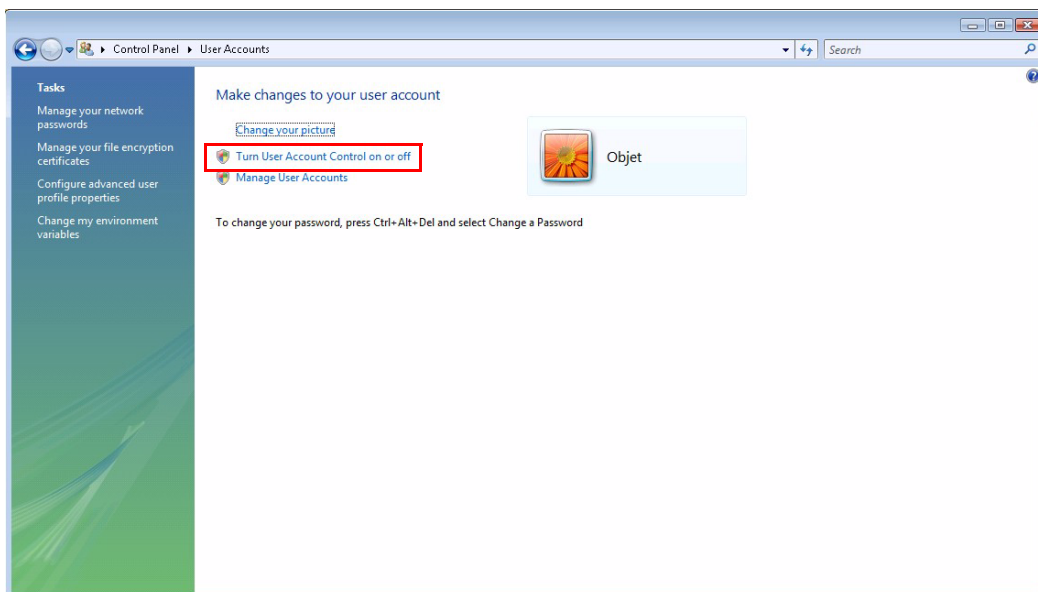 Control Panel
User Accounts
Search
Tasks
Manage your network
passwords
Manage your file encryption
certificates
Configure advanced user
profile properties
Change my environment
variables
Make changes to your user account
Change your picture
Turn User Account Control on or off
Manage User Accounts
Objet
To change your password, press Ctrl+Alt+Del and select Change a Password